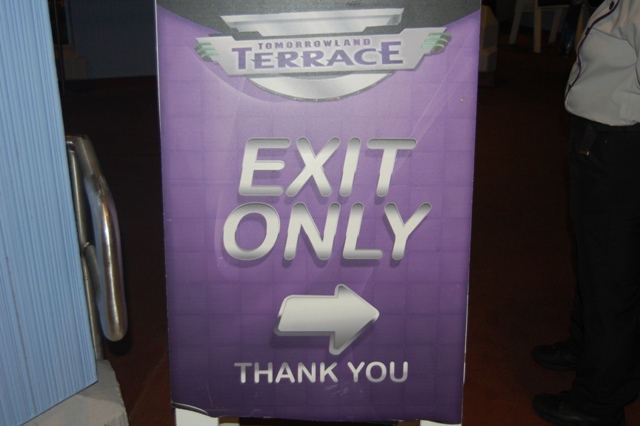 TOMORROWLAND
TERRACE
EXIT
ONLY
THANK YOU